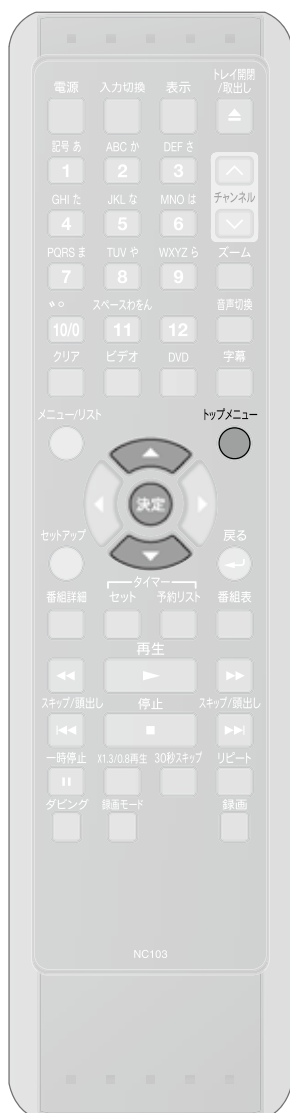 電源 入力切換 表示 トレイ開閉
/取出し
記号 あ ABC か DEF さ
1 2 3
GHI た JKL な MNO は チャンネル
4 5 6
PQRS ま TUV や WXYZ ら ズーム
7 8 9
゛゜ スペースわをん 音声切換
10/0 11 12
クリア ビデオ DVD 字幕
メニュー/リスト トップメニュー
決定
セットアップ 戻る
タイマー
番組詳細 セット 予約リスト 番組表
再生
スキップ/頭出し 停止 スキップ/頭出し
一時停止 X1.3/0.8再生 30秒スキップ リピート
ダビング 録画モード 録画
NC103